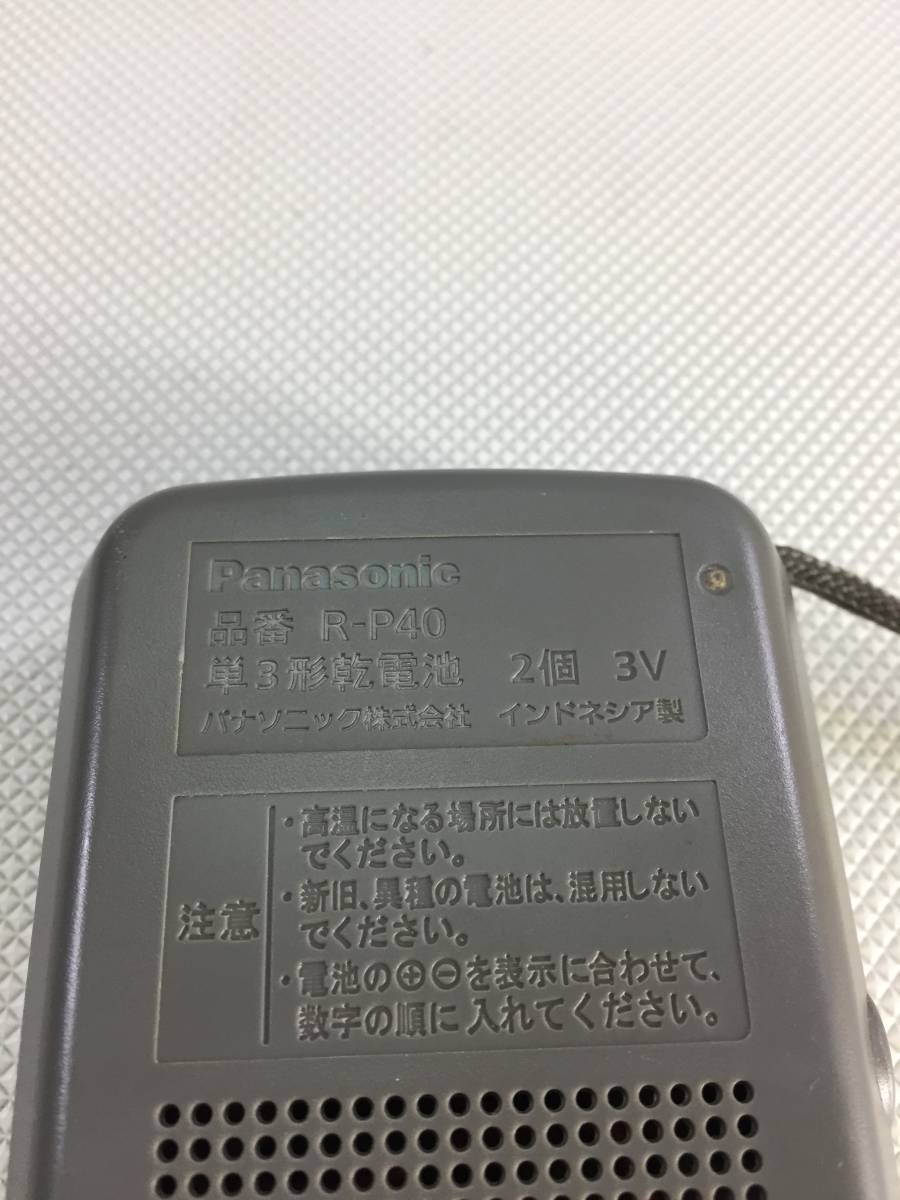 Panasonic
品番 R-P40
単3形乾電池 2個 3V
パナソニック株式会社 インドネシア製
注意
・高温になる場所には放置しない
でください。
・新旧、異種の電池は、混用しない
でください。
・電池の⊕⊖を表示に合わせて、
数字の順に入れてください。